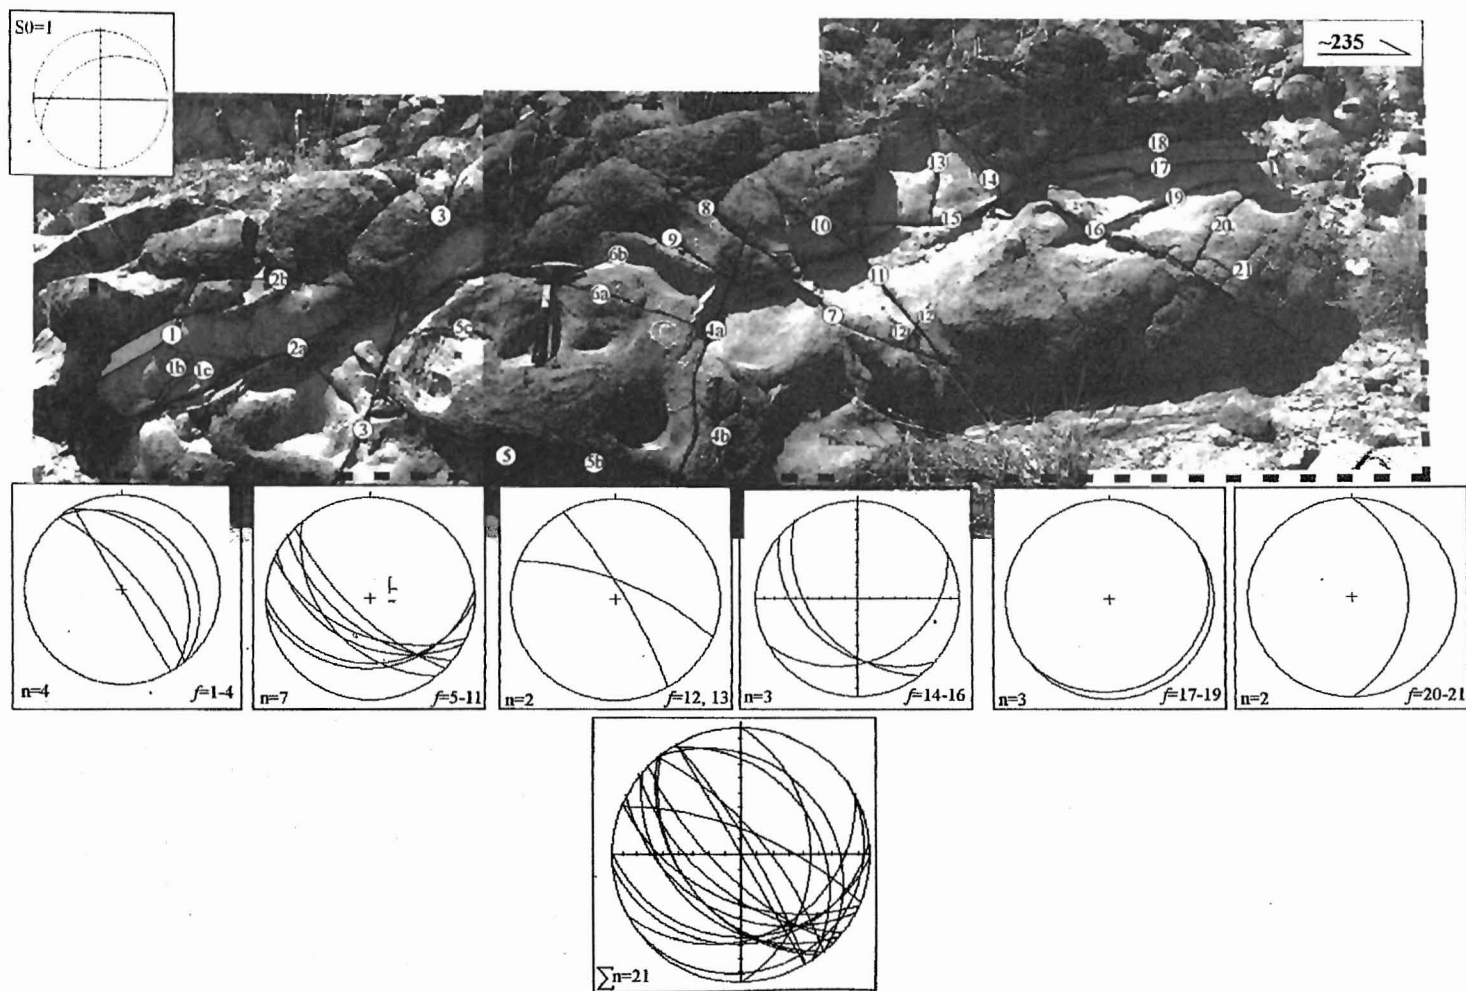 S0=1
~235
18
17
13
14
3
19
8
15
20
10
16
9
6b
2b
21
11
6a
7
1
5c
4a
12
12
2a
1b
1c
3
4b
5
5b
n=4
f=1-4
n=7
f=5-11
n=2
f=12, 13
n=3
f=14-16
n=3
f=17-19
n=2
f=20-21
∑n=21